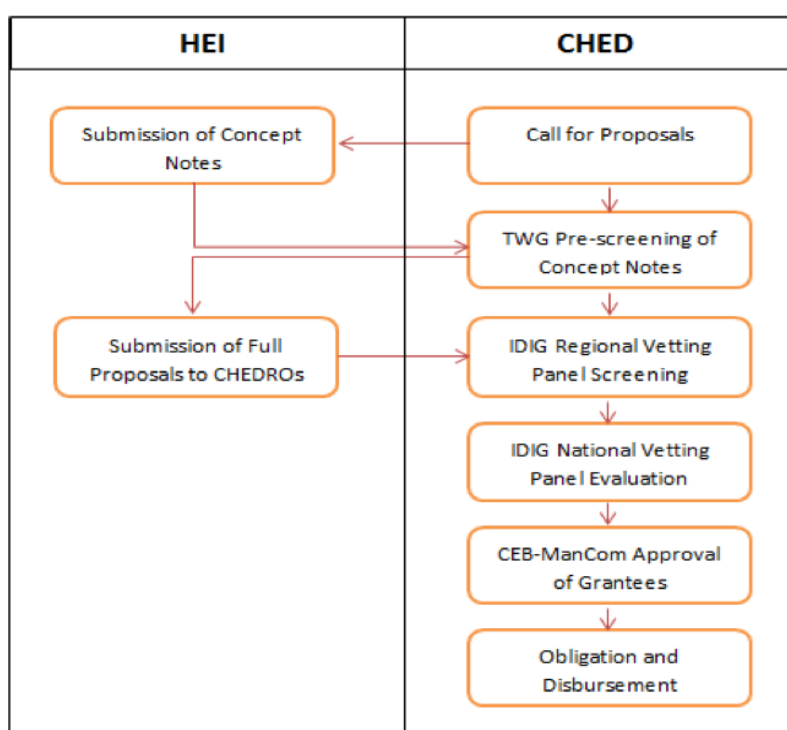 HEI
CHED
Submission of Concept
Notes
Call for Proposals
TWG Pre-screening of
Concept Notes
Submission of Full
Proposals to CHEDROs
IDIG Regional Vetting
Panel Screening
IDIG National Vetting
Panel Evaluation
CEB-ManCom Approval
of Grantees
Obligation and
Disbursement